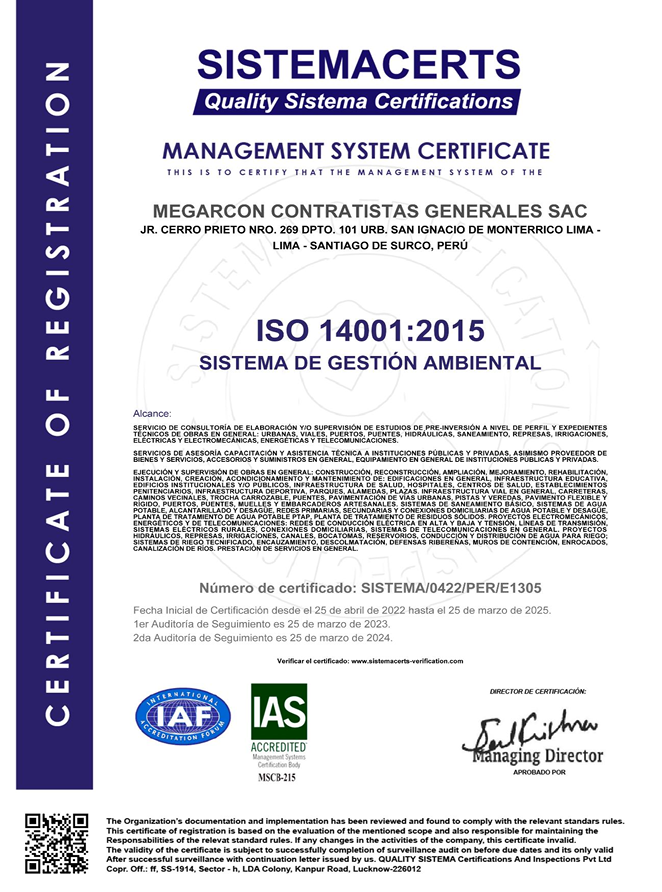 CERTIFICATE OF REGISTRATION
SISTEMACERTS
Quality Sistema Certifications
MANAGEMENT SYSTEM CERTIFICATE
THIS IS TO CERTIFY THAT THE MANAGEMENT SYSTEM OF THE
MEGARCON CONTRATISTAS GENERALES SAC
JR. CERRO PRIETO NRO. 269 DPTO. 101 URB. SAN IGNACIO DE MONTERRICO LIMA -
LIMA - SANTIAGO DE SURCO, PERÚ
ISO 14001:2015
SISTEMA DE GESTIÓN AMBIENTAL
Alcance:
SERVICIO DE CONSULTORÍA DE ELABORACIÓN Y/O SUPERVISIÓN DE ESTUDIOS DE PRE-INVERSIÓN A NIVEL DE PERFIL Y EXPEDIENTES
TÉCNICOS DE OBRAS EN GENERAL: URBANAS, VIALES, PUERTOS, PUENTES, HIDRÁULICAS, SANEAMIENTO, REPRESAS, IRRIGACIONES,
ELÉCTRICAS Y ELECTROMECÁNICAS, ENERGÉTICAS Y TELECOMUNICACIONES.
SERVICIOS DE ASESORÍA CAPACITACIÓN Y ASISTENCIA TÉCNICA A INSTITUCIONES PÚBLICAS Y PRIVADAS, ASIMISMO PROVEEDOR DE
BIENES Y SERVICIOS, ACCESORIOS Y SUMINISTROS EN GENERAL, EQUIPAMIENTO EN GENERAL DE INSTITUCIONES PÚBLICAS Y PRIVADAS.
EJECUCIÓN Y SUPERVISIÓN DE OBRAS EN GENERAL: CONSTRUCCIÓN, RECONSTRUCCIÓN, AMPLIACIÓN, MEJORAMIENTO, REHABILITACIÓN,
INSTALACIÓN, CREACIÓN, ACONDICIONAMIENTO Y MANTENIMIENTO DE: EDIFICACIONES EN GENERAL, INFRAESTRUCTURA EDUCATIVA,
EDIFICIOS INSTITUCIONALES Y/O PÚBLICOS, INFRAESTRUCTURA DE SALUD, HOSPITALES, CENTROS DE SALUD, ESTABLECIMIENTOS
PENITENCIARIOS, INFRAESTRUCTURA DEPORTIVA, PARQUES, ALAMEDAS, PLAZAS. INFRAESTRUCTURA VIAL EN GENERAL, CARRETERAS,
CAMINOS VECINALES, TROCHA CARROZABLE, PUENTES, PAVIMENTACIÓN DE VÍAS URBANAS, PISTAS Y VEREDAS, PAVIMENTO FLEXIBLE Y
RÍGIDO, PUERTOS, PUENTES, MUELLES Y EMBARCADEROS ARTESANALES, SISTEMAS DE SANEAMIENTO BÁSICO, SISTEMAS DE AGUA
POTABLE, ALCANTARILLADO Y DESAGÜE, REDES PRIMARIAS, SECUNDARIAS Y CONEXIONES DOMICILIARIAS DE AGUA POTABLE Y DESAGÜE,
PLANTA DE TRATAMIENTO DE AGUA POTABLE PTAP, PLANTA DE TRATAMIENTO DE RESIDUOS SÓLIDOS. PROYECTOS ELECTROMECÁNICOS,
ENERGÉTICOS Y DE TELECOMUNICACIONES: REDES DE CONDUCCIÓN ELÉCTRICA EN ALTA Y BAJA Y TENSIÓN, LÍNEAS DE TRANSMISIÓN,
SISTEMAS ELÉCTRICOS RURALES, CONEXIONES DOMICILIARIAS, SISTEMAS DE TELECOMUNICACIONES EN GENERAL. PROYECTOS
HIDRÁULICOS, REPRESAS, IRRIGACIONES, CANALES, BOCATOMAS, RESERVORIOS, CONDUCCIÓN Y DISTRIBUCIÓN DE AGUA PARA RIEGO;
SISTEMAS DE RIEGO TECNIFICADO, ENCAUZAMIENTO, DESCOLMATACIÓN, DEFENSAS RIBEREÑAS, MUROS DE CONTENCIÓN, ENROCADOS,
CANALIZACIÓN DE RÍOS. PRESTACIÓN DE SERVICIOS EN GENERAL.
Número de certificado: SISTEMA/0422/PER/E1305
Fecha Inicial de Certificación desde el 25 de abril de 2022 hasta el 25 de marzo de 2025.
1er Auditoría de Seguimiento es 25 de marzo de 2023.
2da Auditoría de Seguimiento es 25 de marzo de 2024.
Verificar el certificado: www.sistemacerts-verification.com
INTERNATIONAL
IAF
ACCREDITATION FORUM
IAS
ACCREDITED
Management Systems
Certification Body
MSCB-215
DIRECTOR DE CERTIFICACIÓN:
Managing Director
APROBADO POR
The Organization's documentation and implementation has been reviewed and found to comply with the relevant standars rules.
This certificate of registration is based on the evaluation of the mentioned scope and also responsible for maintaining the
Responsabilities of the relevat standard rules. If any changes in the activities of the company, this certificate invalid.
The validity of the certificate is subject to successfully completion of surveillance audit on before due dates and its only valid
After successful surveillance with continuation letter issued by us. QUALITY SISTEMA Certifications And Inspections Pvt Ltd
Copr. Off.: ff, SS-1914, Sector - h, LDA Colony, Kanpur Road, Lucknow-226012